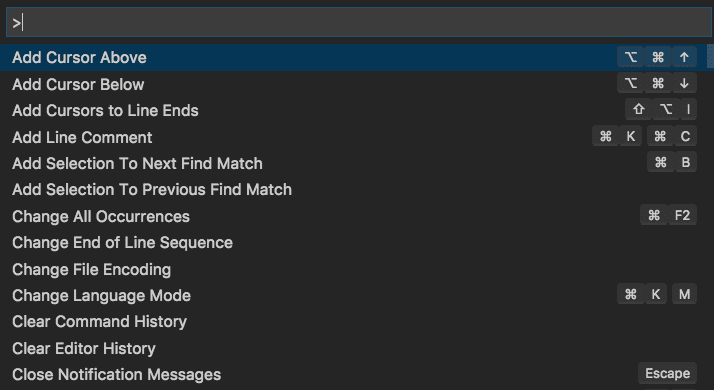 >
Add Cursor Above ⌥ ⌘ ↑
Add Cursor Below ⌥ ⌘ ↓
Add Cursors to Line Ends ⇧ ⌥ I
Add Line Comment ⌘ K ⌘ C
Add Selection To Next Find Match ⌘ B
Add Selection To Previous Find Match
Change All Occurrences ⌘ F2
Change End of Line Sequence
Change File Encoding
Change Language Mode ⌘ K M
Clear Command History
Clear Editor History
Close Notification Messages Escape